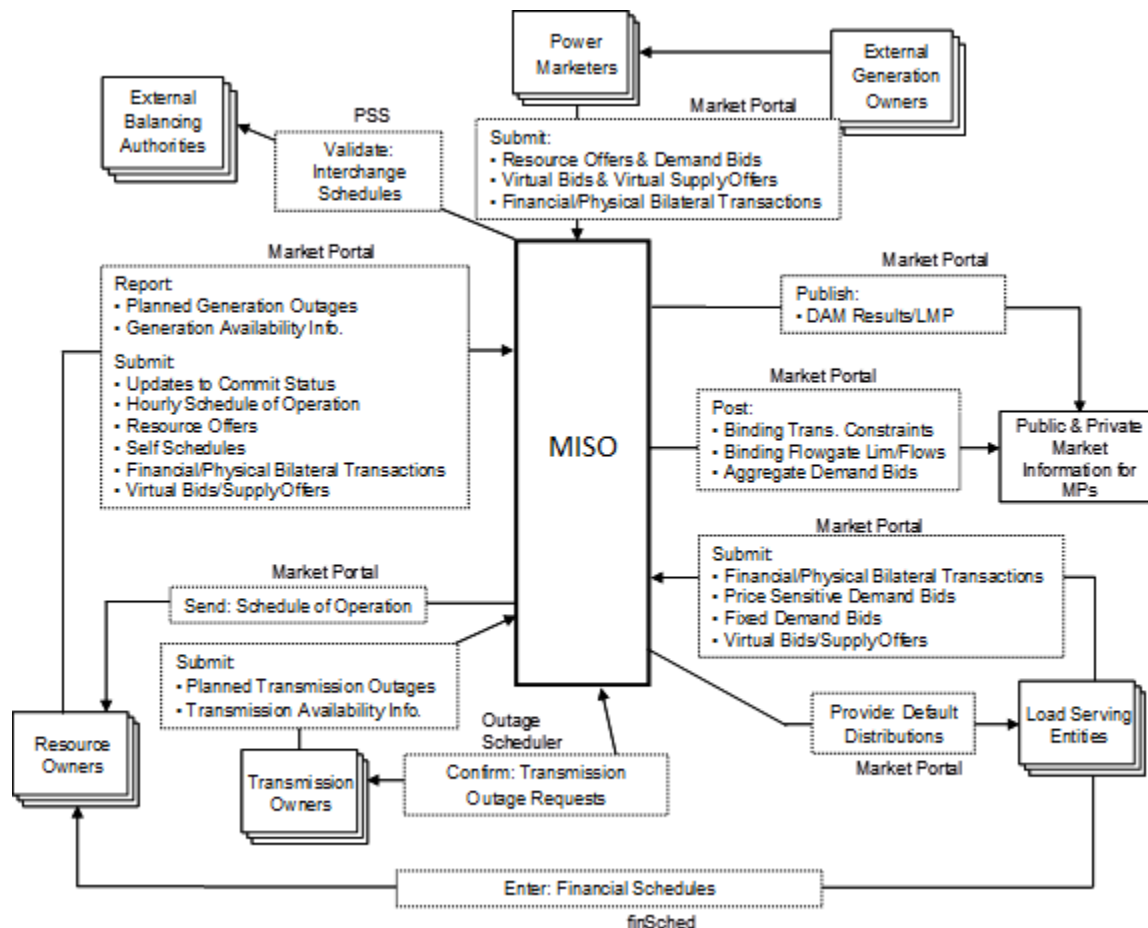 Power
Marketers
External
Generation
Owners
External
Balancing
Authorities
PSS
Validate:
Interchange
Schedules
Market Portal
Submit:
▪ Resource Offers & Demand Bids
▪ Virtual Bids & Virtual Supply Offers
▪ Financial/Physical Bilateral Transactions
Market Portal
Report:
▪ Planned Generation Outages
▪ Generation Availability Info.
Submit:
▪ Updates to Commit Status
▪ Hourly Schedule of Operation
▪ Resource Offers
▪ Self Schedules
▪ Financial/Physical Bilateral Transactions
▪ Virtual Bids/Supply Offers
MISO
Market Portal
Publish:
▪ DAM Results/LMP
Market Portal
Post:
▪ Binding Trans. Constraints
▪ Binding Flowgate Lim/Flows
▪ Aggregate Demand Bids
Public & Private
Market
Information for
MPs
Market Portal
Submit:
▪ Financial/Physical Bilateral Transactions
▪ Price Sensitive Demand Bids
▪ Fixed Demand Bids
▪ Virtual Bids/Supply Offers
Market Portal
Send: Schedule of Operation
Submit:
▪ Planned Transmission Outages
▪ Transmission Availability Info.
Provide: Default
Distributions
Market Portal
Load Serving
Entities
Resource
Owners
Transmission
Owners
Outage
Scheduler
Confirm: Transmission
Outage Requests
Enter: Financial Schedules
finSched